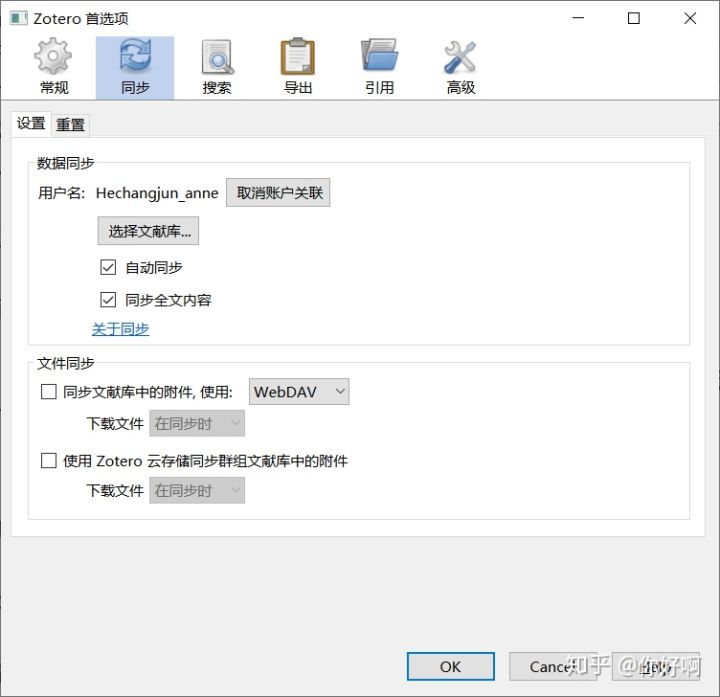 Zotero 首选项
常规 同步 搜索 导出 引用 高级
设置 重置
数据同步
用户名: Hechangjun_anne 取消账户关联
选择文献库...
自动同步
同步全文内容
关于同步
文件同步
同步文献库中的附件, 使用: WebDAV
下载文件 在同步时
使用 Zotero 云存储同步群组文献库中的附件
下载文件 在同步时
OK Cancel Help
知乎 @你好啊